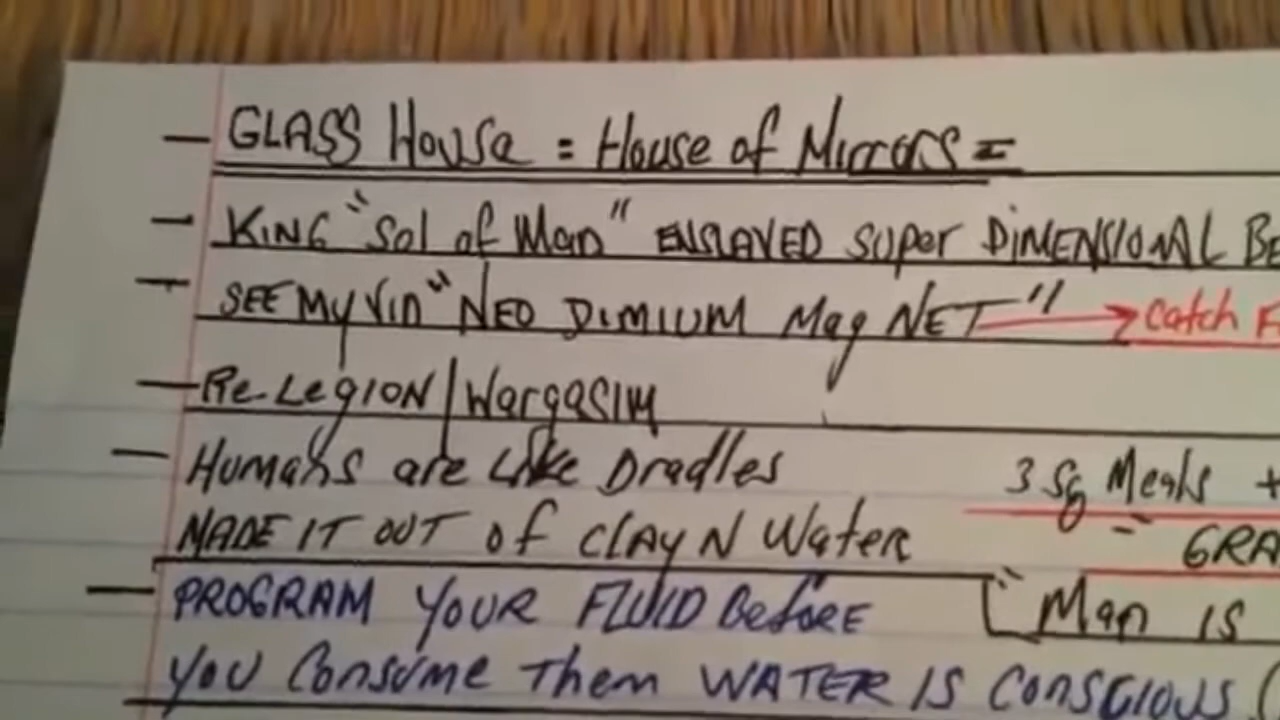 - GLASS House = House of Mirrors =
- KING "Sol of Man" ENSLAVED super DiMENSIONAL BE
- SEE My Vid "NEO DIMIUM Mag NET" → catch F
- Re-LegION/Wargasim
- Humans are Like Dradles
3 sq Meals +
MADE IT OUT of CLAY N Water
GRA
- PROGRAM YOUR FLUID Before
"Man is
YOU Consume Them WATER IS CONSCIOUS (